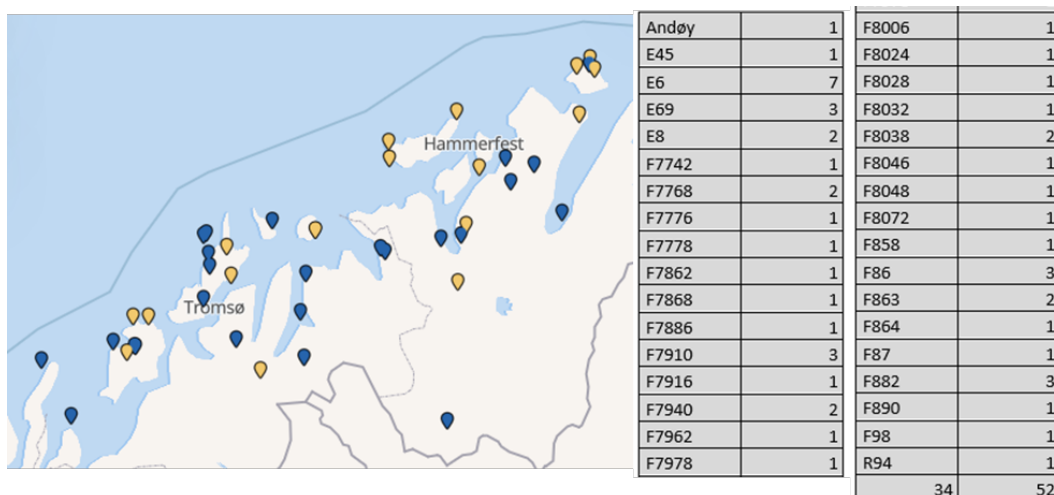 Hammerfest
Tromsø
Andøy 1
E45 1
E6 7
E69 3
E8 2
F7742 1
F7768 2
F7776 1
F7778 1
F7862 1
F7868 1
F7886 1
F7910 3
F7916 1
F7940 2
F7962 1
F7978 1
F8006 1
F8024 1
F8028 1
F8032 1
F8038 2
F8046 1
F8048 1
F8072 1
F858 1
F86 3
F863 2
F864 1
F87 1
F882 3
F890 1
F98 1
R94 1
34 52